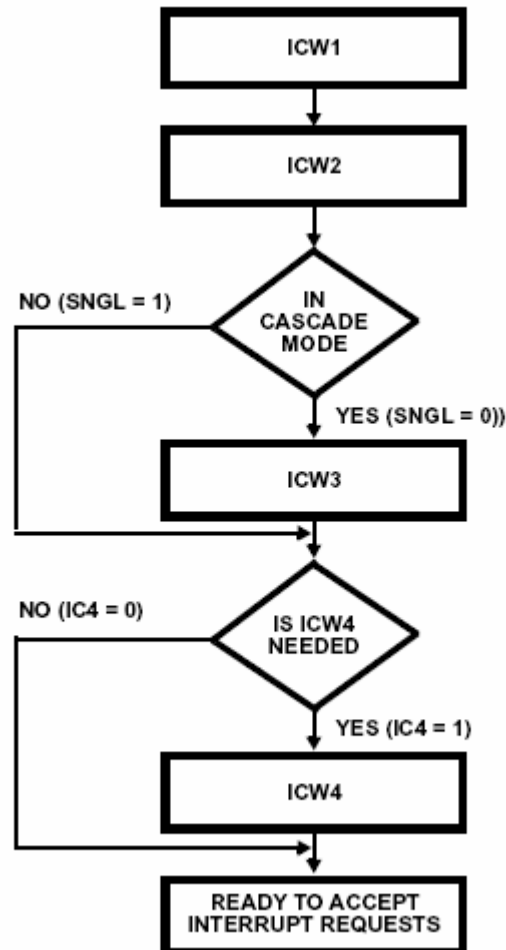 ICW1
ICW2
IN
CASCADE
MODE
NO (SNGL = 1)
YES (SNGL = 0))
ICW3
IS ICW4
NEEDED
NO (IC4 = 0)
YES (IC4 = 1)
ICW4
READY TO ACCEPT
INTERRUPT REQUESTS